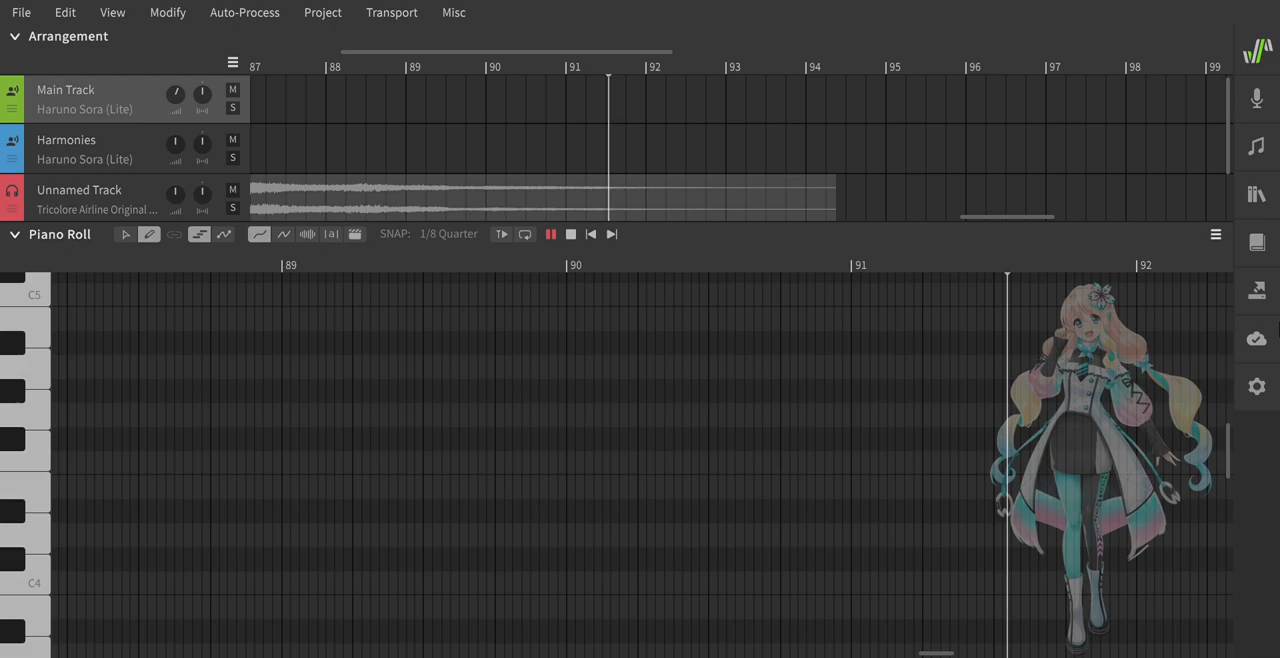 File Edit View Modify Auto-Process Project Transport Misc
Arrangement
87 88 89 90 91 92 93 94 95 96 97 98 99
Main Track M
Haruno Sora (Lite) S
Harmonies M
Haruno Sora (Lite) S
Unnamed Track M
Tricolore Airline Original ... S
Piano Roll |a| SNAP: 1/8 Quarter T
89 90 91 92
C5
C4